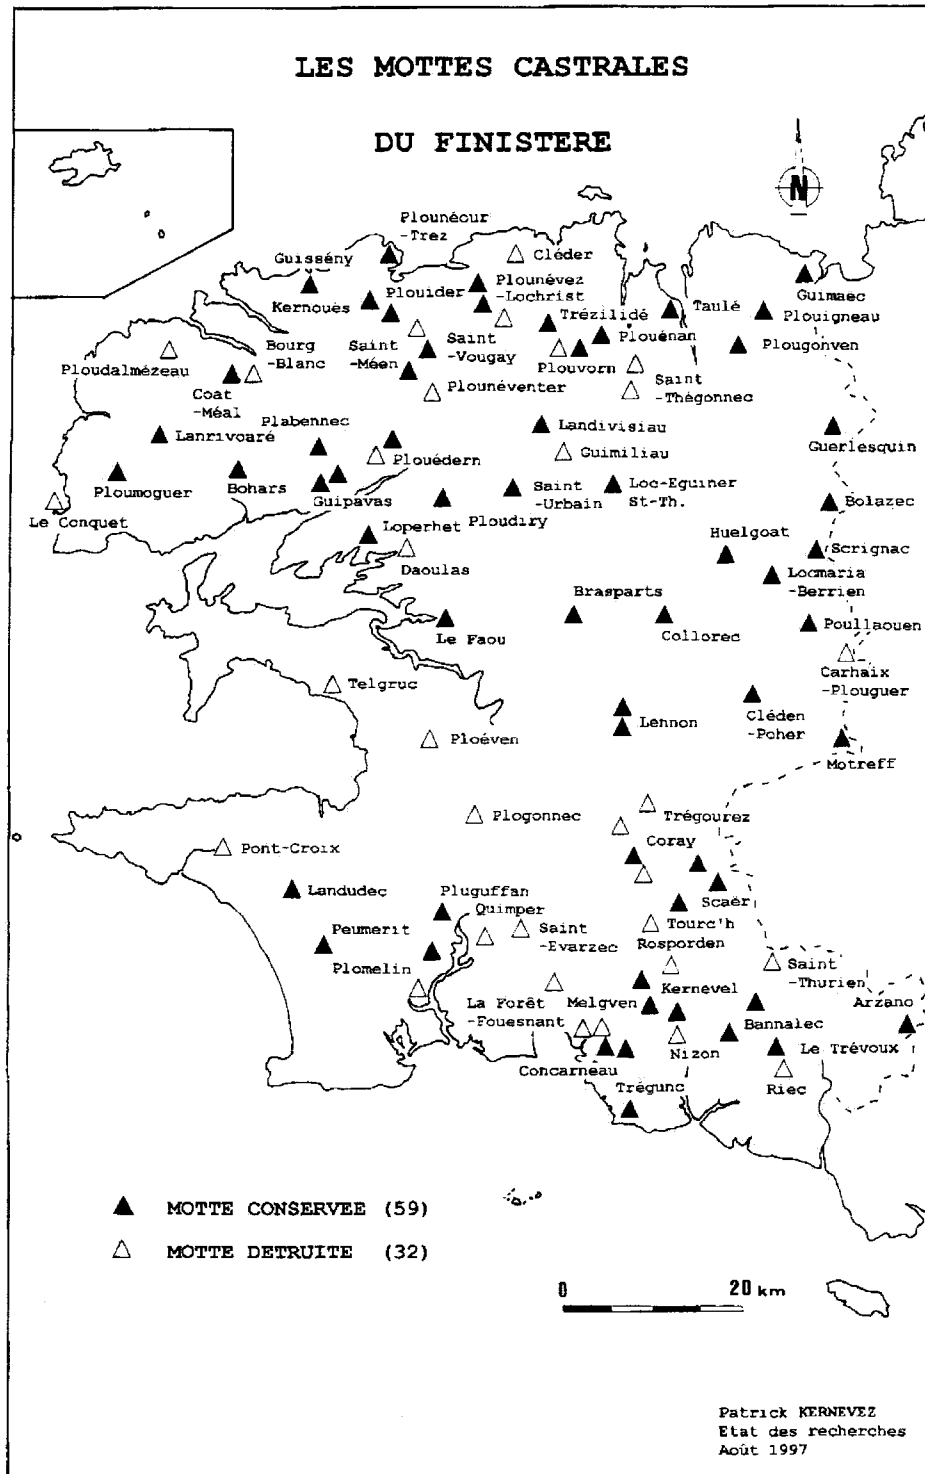 LES MOTTES CASTRALES
DU FINISTERE
N
Plounéour
-Trez
Cléder
Guissény
Plounévez
-Lochrist
Plouider
Kernouës
Guimaec
Taulé
Plouigneau
Trézilidé
Plouénan
Plougonven
Bourg
-Blanc
Saint
-Méen
Saint
-Vougay
Ploudalmézeau
Plouvorn
Saint
-Thégonnec
Plounéventer
Coat
-Méal
Plabennec
Lanrivoaré
Landivisiau
Guimiliau
Guerlesquin
Plouédern
Ploumoguer
Bohars
Guipavas
Saint
-Urbain
Loc-Eguiner
St-Th.
Bolazec
Le Conquet
Loperhet
Ploudiry
Huelgoat
Scrignac
Daoulas
Locmaria
-Berrien
Brasparts
Le Faou
Collorec
Poullaouen
Carhaix
-Plouguer
Telgruc
Lennon
Cléden
-Poher
Ploéven
Motreff
Plogonnec
Trégourez
Coray
Pont-Croix
Landudec
Scaër
Pluguffan
Quimper
Peumerit
Saint
-Evarzec
Tourc'h
Rosporden
Plomelin
Saint
-Thurien
La Forêt
-Fouesnant
Melgven
Kernével
Arzano
Bannalec
Le Trévoux
Concarneau
Nizon
Riec
Trégunc
MOTTE CONSERVEE (59)
MOTTE DETRUITE (32)
0 20 km
Patrick KERNEVEZ
Etat des recherches
Août 1997